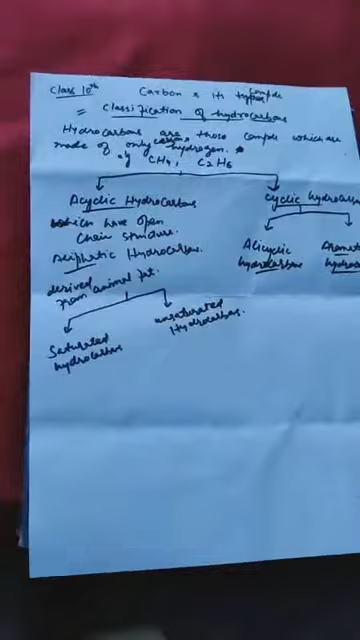 Class 10th
Carbon & its compds
= Classification of hydrocarbons
Hydrocarbons are those compds which are
made of only carbon, hydrogen.
eg CH4, C2H6
Acyclic Hydrocarbons
cyclic hydrocarbons
which have open
chain structure.
Aliphatic Hydrocarbons.
derived
from animal fat.
Alicyclic
hydrocarbons
Saturated
hydrocarbons
unsaturated
Hydrocarbons.